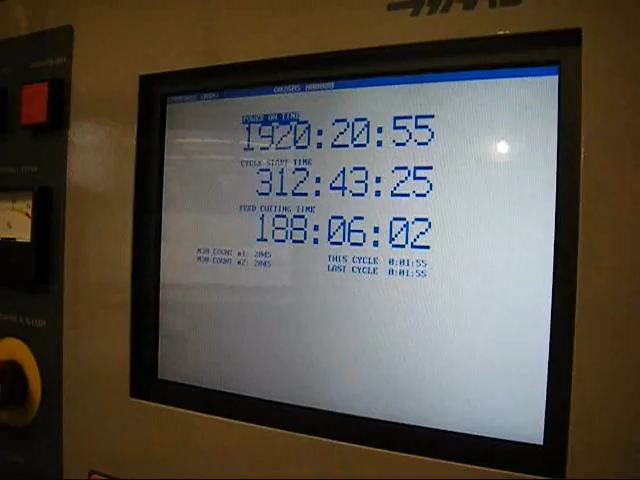 POWER ON TIME
1920:20:55
CYCLE START TIME
312:43:25
FEED CUTTING TIME
188:06:02
M30 COUNT #1: 2045
M30 COUNT #2: 2045
THIS CYCLE 0:01:55
LAST CYCLE 0:01:55